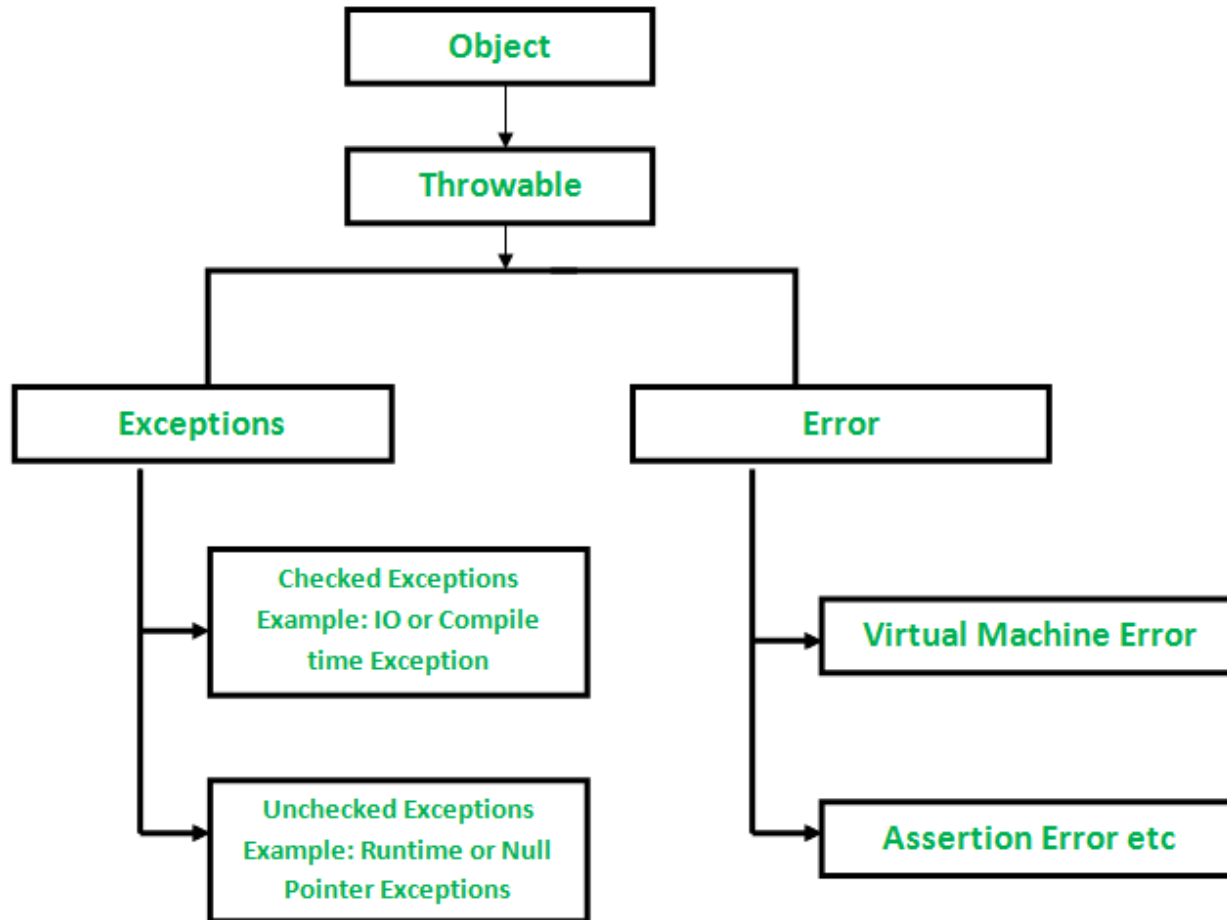 Object
Throwable
Exceptions
Error
Checked Exceptions
Example: IO or Compile
time Exception
Virtual Machine Error
Unchecked Exceptions
Example: Runtime or Null
Pointer Exceptions
Assertion Error etc